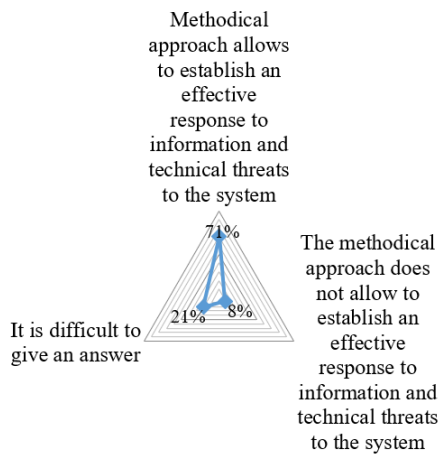 Methodical
approach allows
to establish an
effective
response to
information and
technical threats
to the system
71%
The methodical
approach does
not allow to
establish an
effective
response to
information and
technical threats
to the system
8%
21%
It is difficult to
give an answer